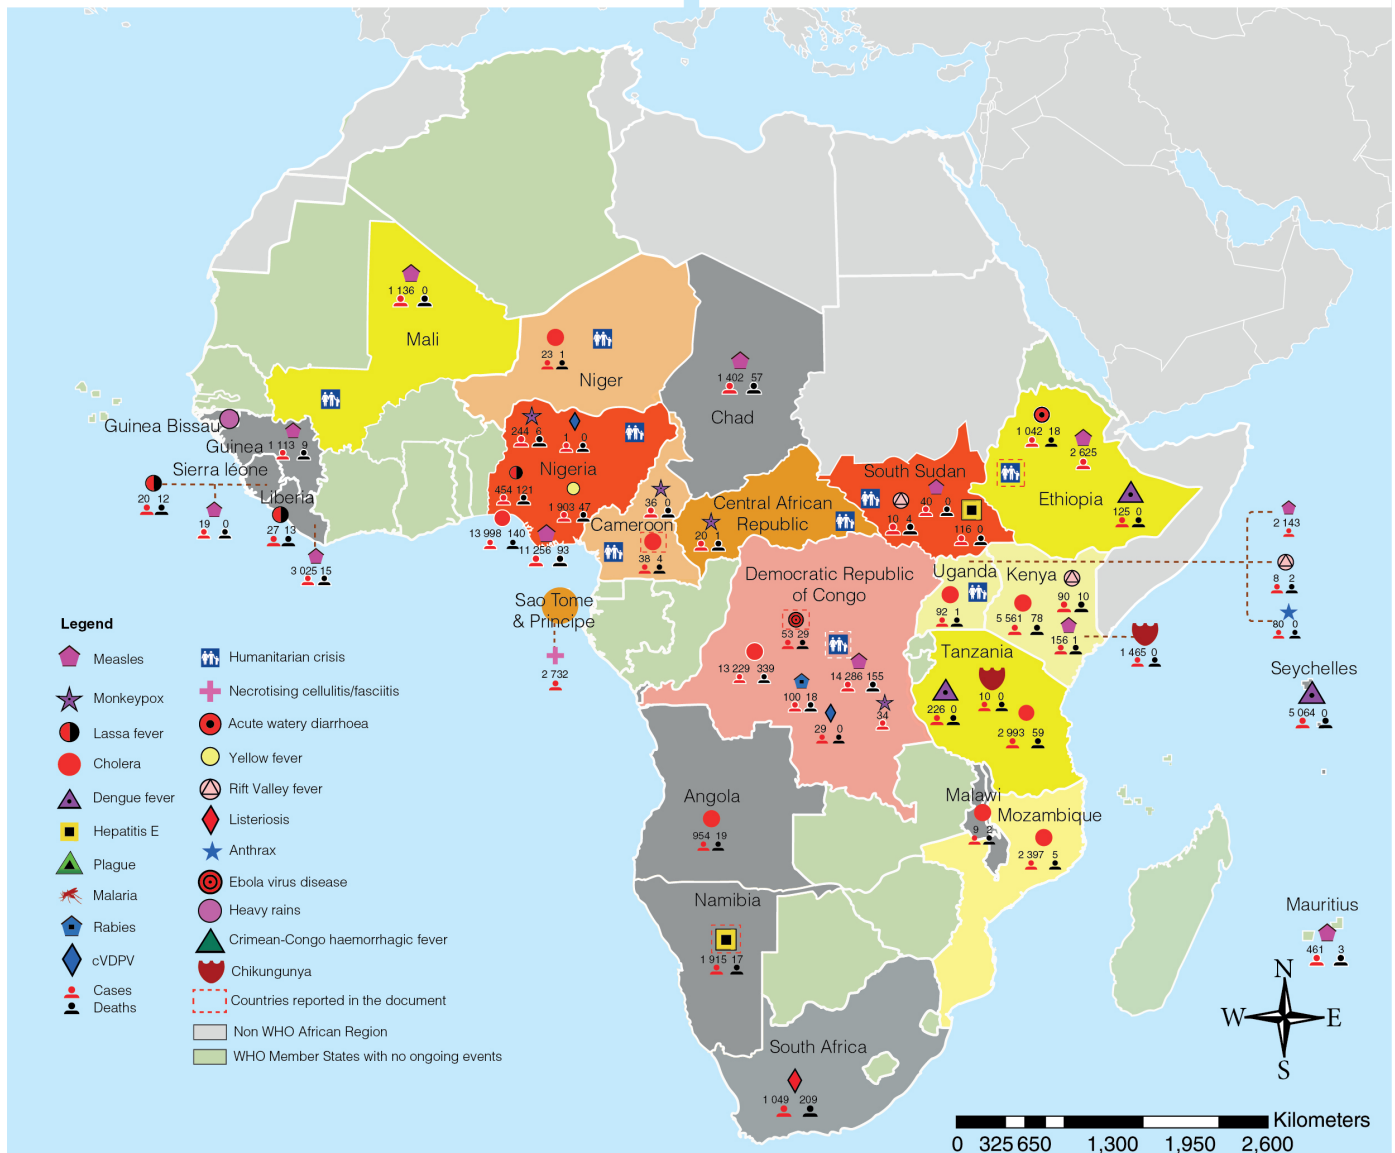 1 136 0
Mali
23 1
Niger
1 402 57
Chad
Guinea Bissau
Guinea
1 113 9
Sierra léone
20 12
19 0
Liberia
27 13
3 025 15
244 6
1 0
Nigeria
454 121
1 903 47
13 998 140
11 256 93
36 0
Cameroon
38 4
Central African
Republic
20 1
South Sudan
10 4
40 0
116 0
1 042 18
2 625
Ethiopia
125 0
2 143
8 2
80 0
Sao Tome
& Principe
2 732
Democratic Republic
of Congo
53 29
13 229 339
14 286 155
100 18
34
29 0
Uganda
92 1
Kenya
90 10
5 561 78
156 1
1 465 0
Tanzania
226 0
10 0
2 993 59
Seychelles
5 064 0
Angola
954 19
Malawi
9 2
Mozambique
2 397 5
Namibia
1 915 17
South Africa
1 049 209
Mauritius
461 3
Legend
Measles
Monkeypox
Lassa fever
Cholera
Dengue fever
Hepatitis E
Plague
Malaria
Rabies
cVDPV
Cases
Deaths
Humanitarian crisis
Necrotising cellulitis/fasciitis
Acute watery diarrhoea
Yellow fever
Rift Valley fever
Listeriosis
Anthrax
Ebola virus disease
Heavy rains
Crimean-Congo haemorrhagic fever
Chikungunya
Countries reported in the document
Non WHO African Region
WHO Member States with no ongoing events
N
W E
S
Kilometers
0 325 650 1,300 1,950 2,600